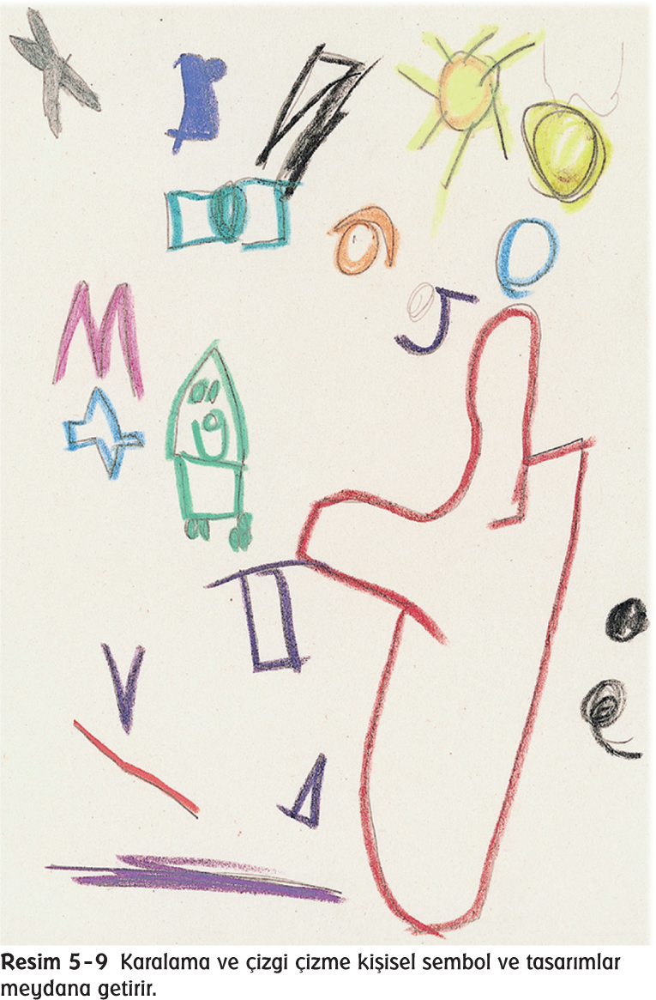 Resim 5-9 Karalama ve çizgi çizme kişisel sembol ve tasarımlar
meydana getirir.